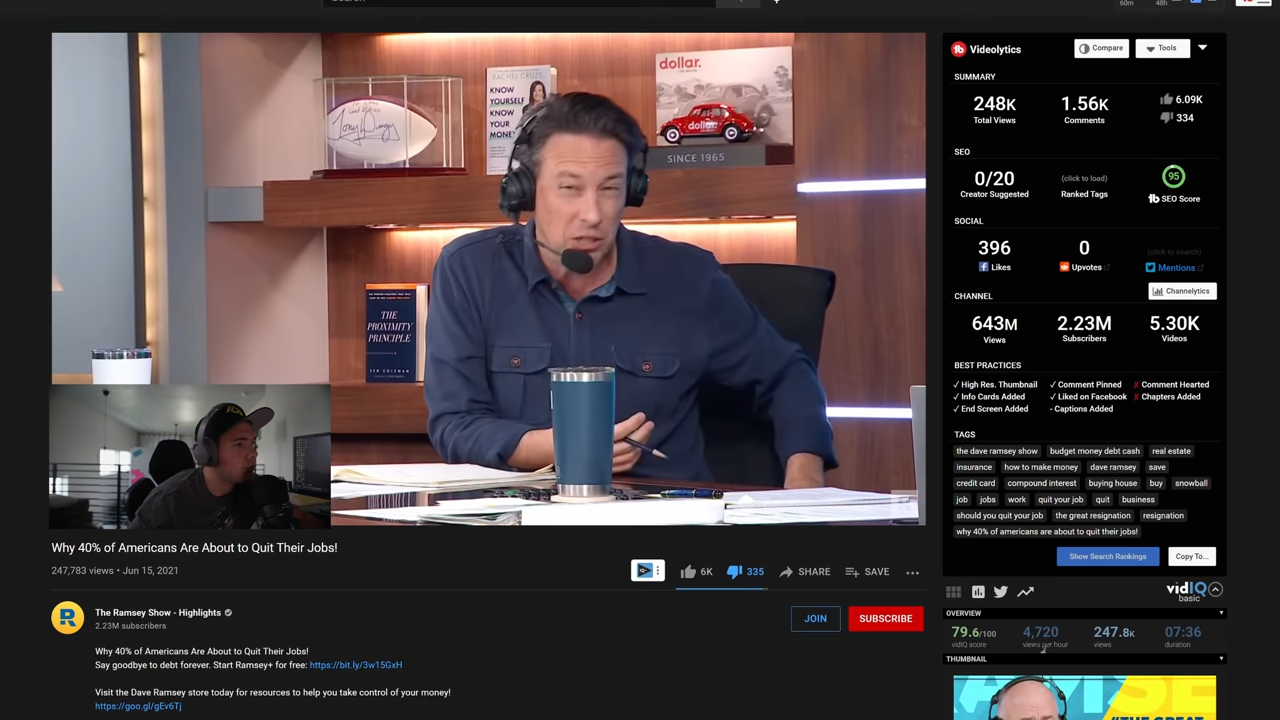 60m
48h
RACHEL CRUZE
KNOW
YOURSELF
KNOW
YOUR
MONEY
dollar.
dollar.
SINCE 1965
THE
PROXIMITY
PRINCIPLE
KEN COLEMAN
Why 40% of Americans Are About to Quit Their Jobs!
247,783 views • Jun 15, 2021
6K
335
SHARE
SAVE
The Ramsey Show - Highlights
2.23M subscribers
JOIN
SUBSCRIBE
Why 40% of Americans Are About to Quit Their Jobs!
Say goodbye to debt forever. Start Ramsey+ for free: https://bit.ly/3w15GxH
Visit the Dave Ramsey store today for resources to help you take control of your money!
https://goo.gl/gEv6Tj
Videolytics
Compare
Tools
SUMMARY
248K
1.56K
6.09K
334
Total Views
Comments
SEO
0/20
(click to load)
95
Creator Suggested
Ranked Tags
SEO Score
SOCIAL
396
0
(click to search)
Likes
Upvotes
Mentions
CHANNEL
Channelytics
643M
2.23M
5.30K
Views
Subscribers
Videos
BEST PRACTICES
✓ High Res. Thumbnail ✓ Comment Pinned ✗ Comment Hearted
✓ Info Cards Added ✓ Liked on Facebook ✗ Chapters Added
✓ End Screen Added - Captions Added
TAGS
the dave ramsey show budget money debt cash real estate
insurance how to make money dave ramsey save
credit card compound interest buying house buy snowball
job jobs work quit your job quit business
should you quit your job the great resignation resignation
why 40% of americans are about to quit their jobs!
Show Search Rankings
Copy To...
vidIQ
basic
OVERVIEW
79.6/100
4,720
247.8K
07:36
vidIQ score
views per hour
views
duration
THUMBNAIL
"THE GREAT